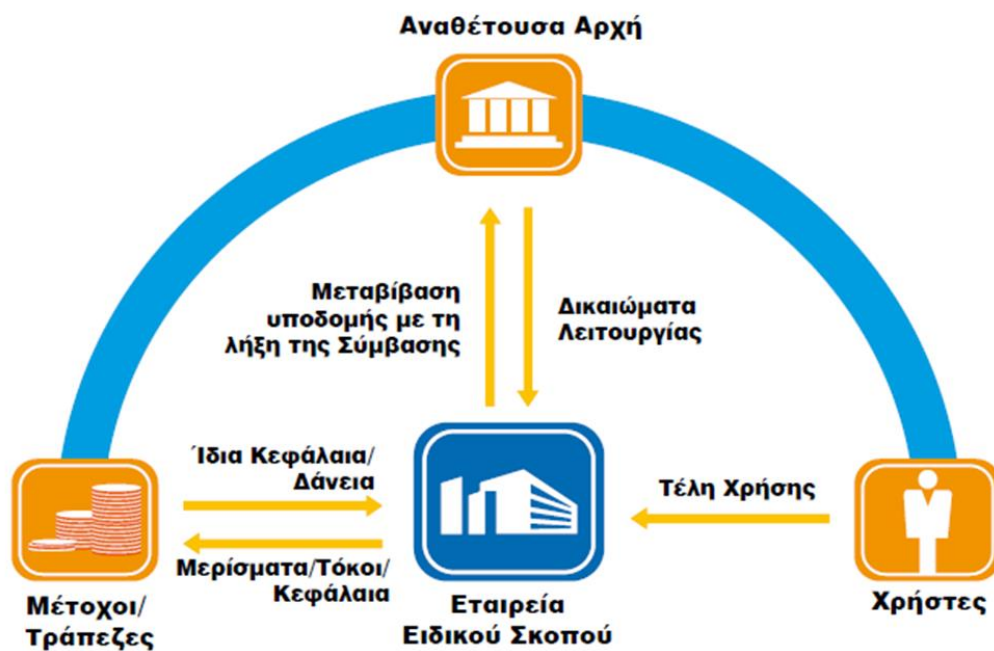 Αναθέτουσα Αρχή
Μεταβίβαση
υποδομής με τη
λήξη της Σύμβασης
Δικαιώματα
Λειτουργίας
Ίδια Κεφάλαια/
Δάνεια
Μερίσματα/Τόκοι/
Κεφάλαια
Τέλη Χρήσης
Μέτοχοι/
Τράπεζες
Εταιρεία
Ειδικού Σκοπού
Χρήστες